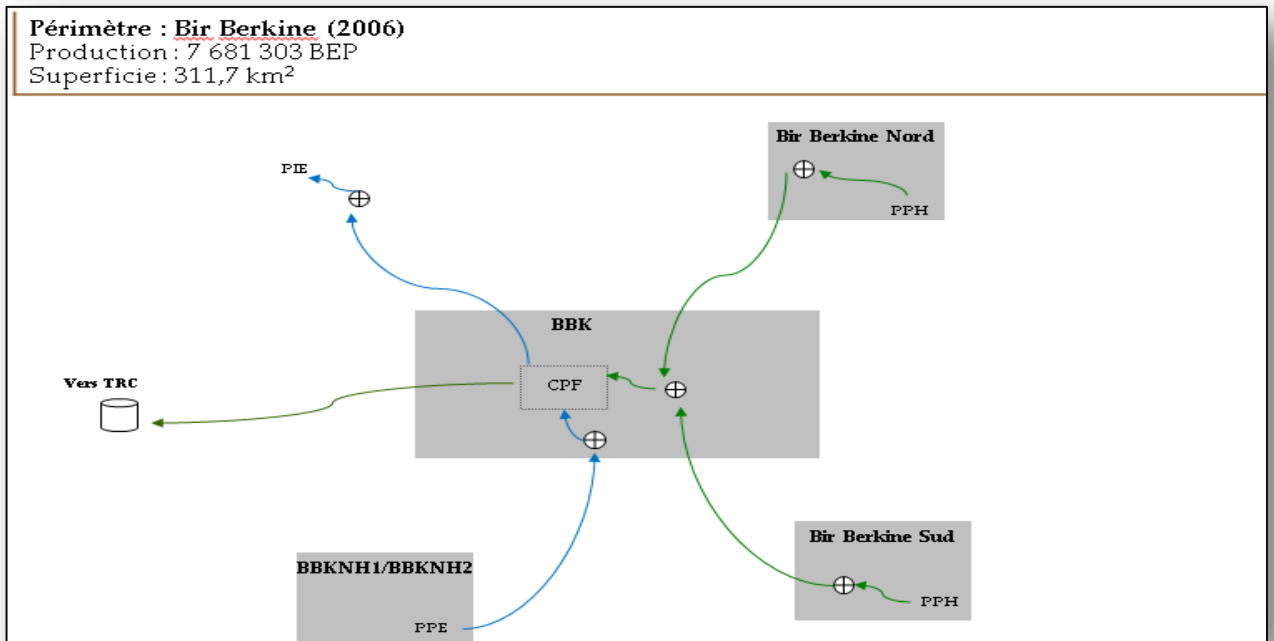 Périmètre : Bir Berkine (2006)
Production : 7 681 303 BEP
Superficie : 311,7 km²
PIE
Bir Berkine Nord
PPH
BBK
CPF
Vers TRC
Bir Berkine Sud
PPH
BBKNH1/BBKNH2
PPE